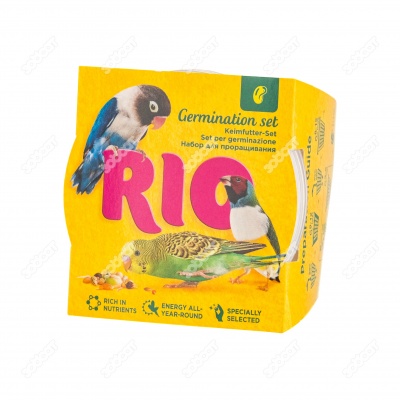 Germination set
Keimfutter-Set
Set per germinazione
Набор для проращивания
RIO
RICH IN
NUTRIENTS
ENERGY ALL-
YEAR-ROUND
SPECIALLY
SELECTED
Guide